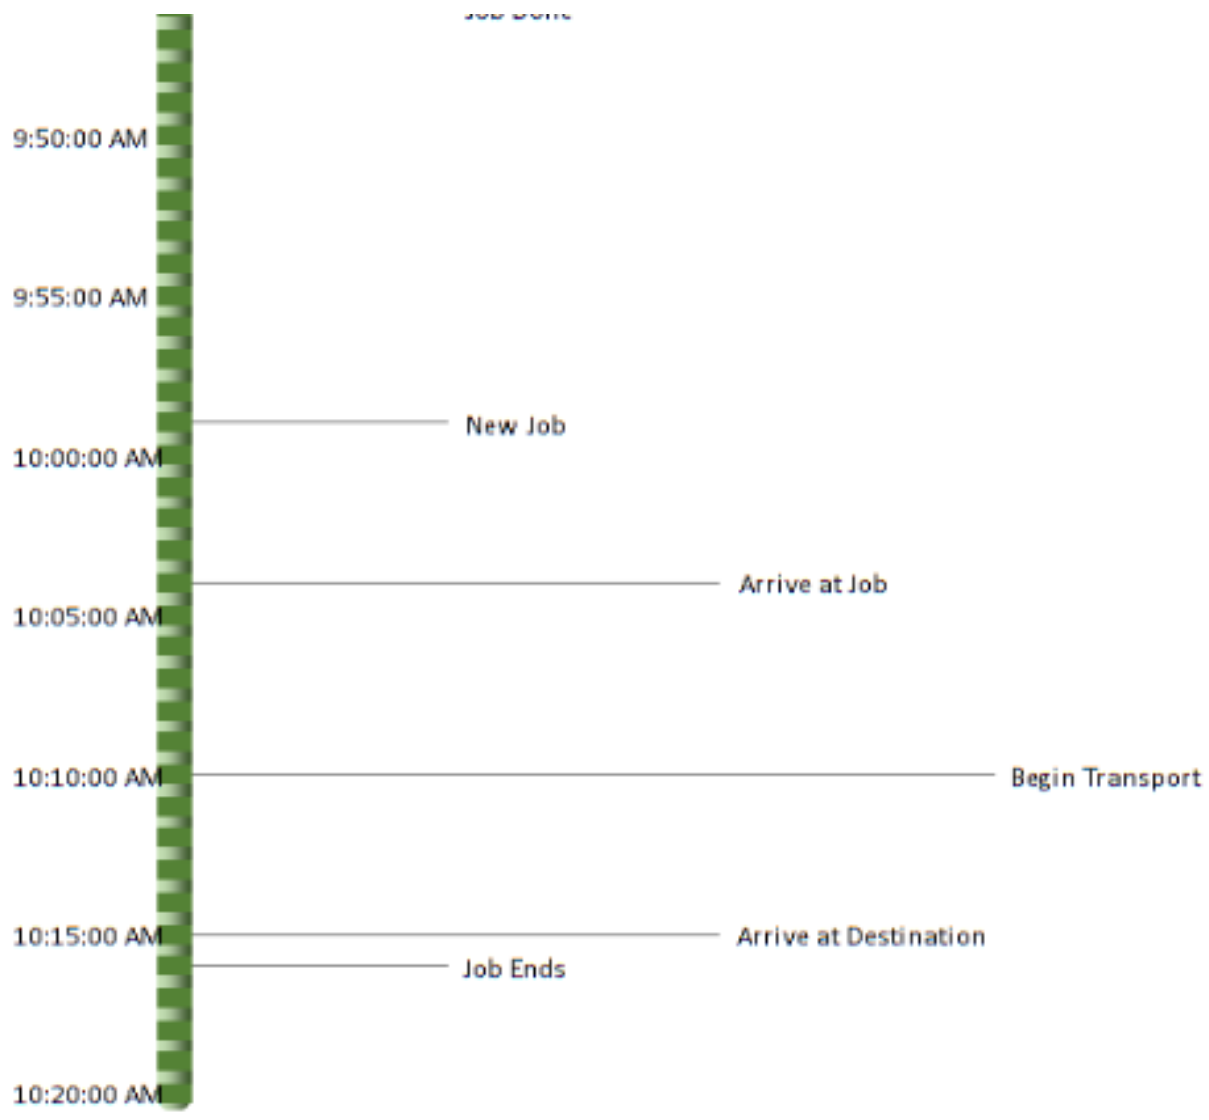 Job Done
9:50:00 AM
9:55:00 AM
New Job
10:00:00 AM
Arrive at Job
10:05:00 AM
10:10:00 AM Begin Transport
10:15:00 AM Arrive at Destination
Job Ends
10:20:00 AM